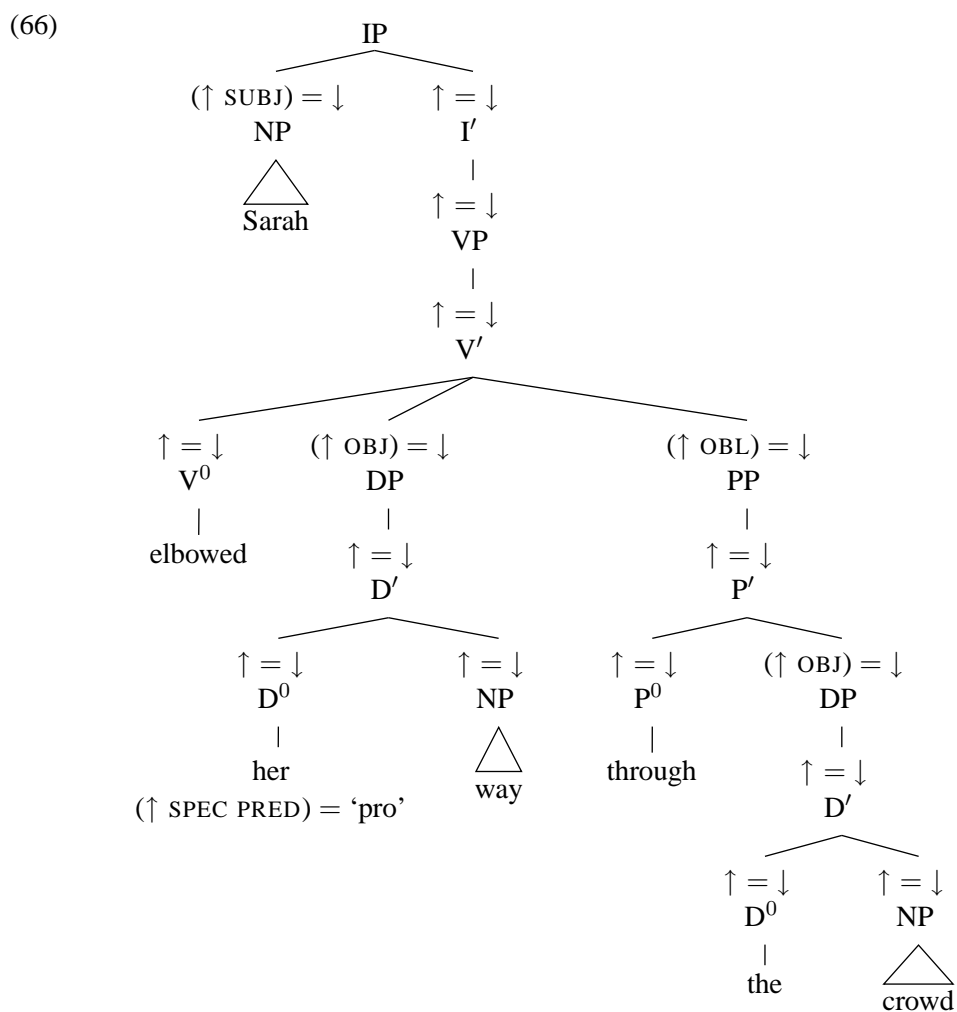 (66)
IP
(↑ SUBJ) = ↓ ↑ = ↓
NP I′
Sarah ↑ = ↓
VP
↑ = ↓
V′
↑ = ↓ (↑ OBJ) = ↓ (↑ OBL) = ↓
V⁰ DP PP
elbowed ↑ = ↓ ↑ = ↓
D′ P′
↑ = ↓ ↑ = ↓ ↑ = ↓ (↑ OBJ) = ↓
D⁰ NP P⁰ DP
her way through ↑ = ↓
(↑ SPEC PRED) = ‘pro’ D′
↑ = ↓ ↑ = ↓
D⁰ NP
the crowd